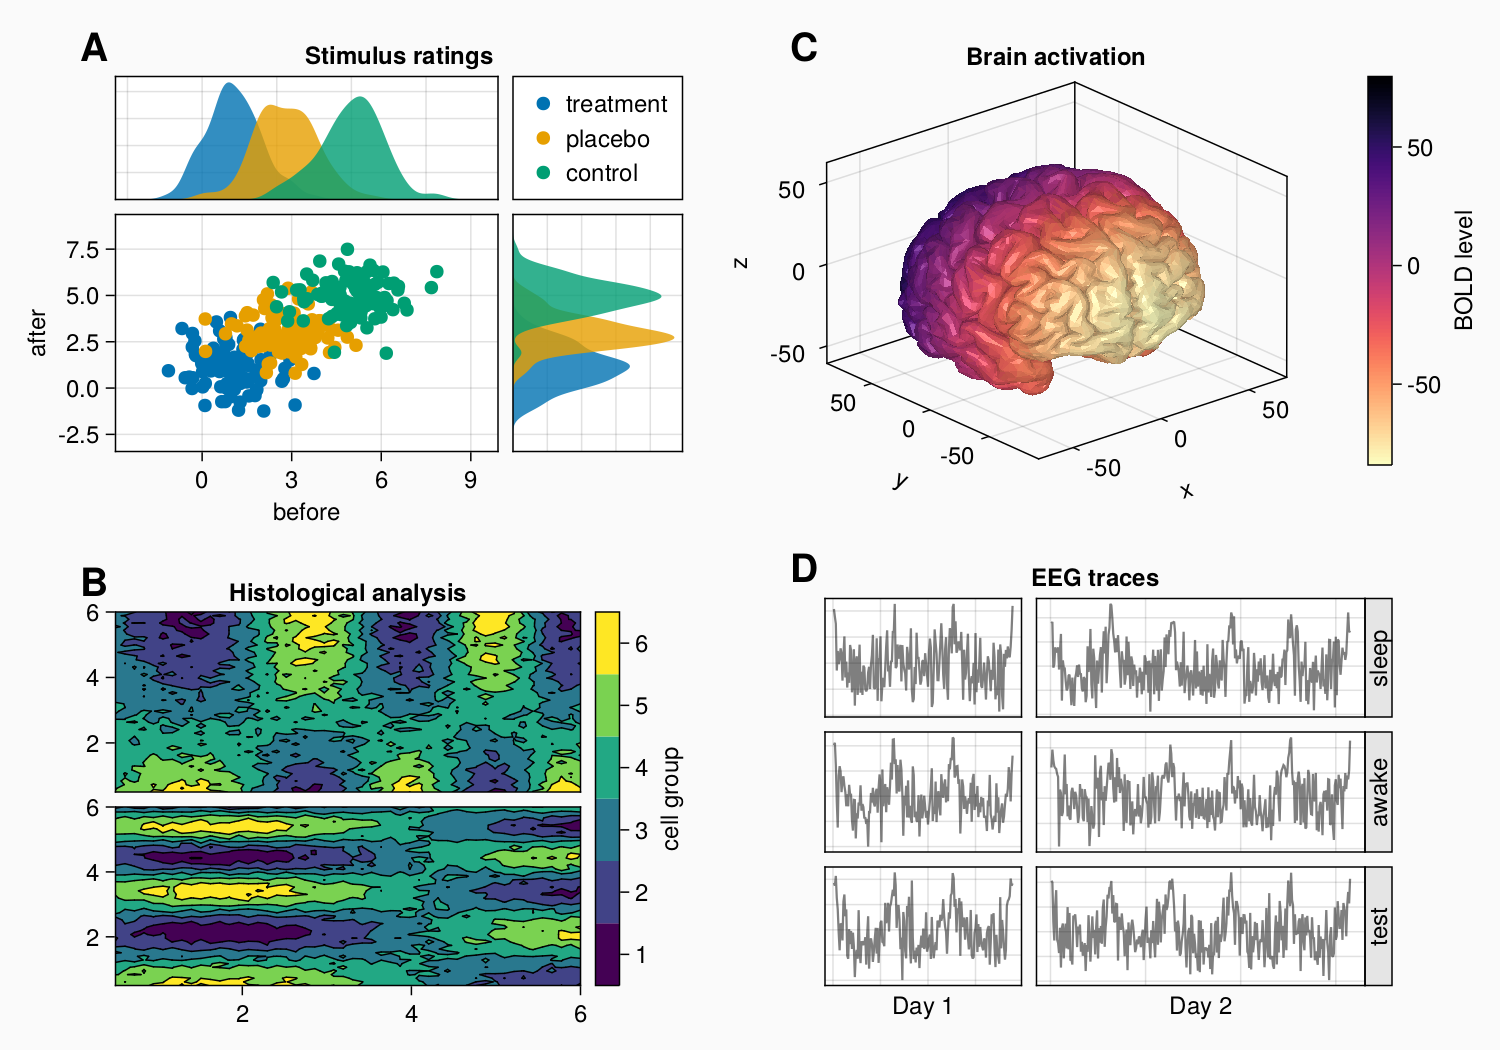 A
Stimulus ratings
treatment
placebo
control
7.5
5.0
2.5
0.0
-2.5
after
0 3 6 9
before
C
Brain activation
50
0
-50
z
50
0
-50
y
-50
0
50
x
50
0
-50
BOLD level
B
Histological analysis
6
4
2
6
4
2
2 4 6
6
5
4
3
2
1
cell group
D
EEG traces
sleep
awake
test
Day 1 Day 2